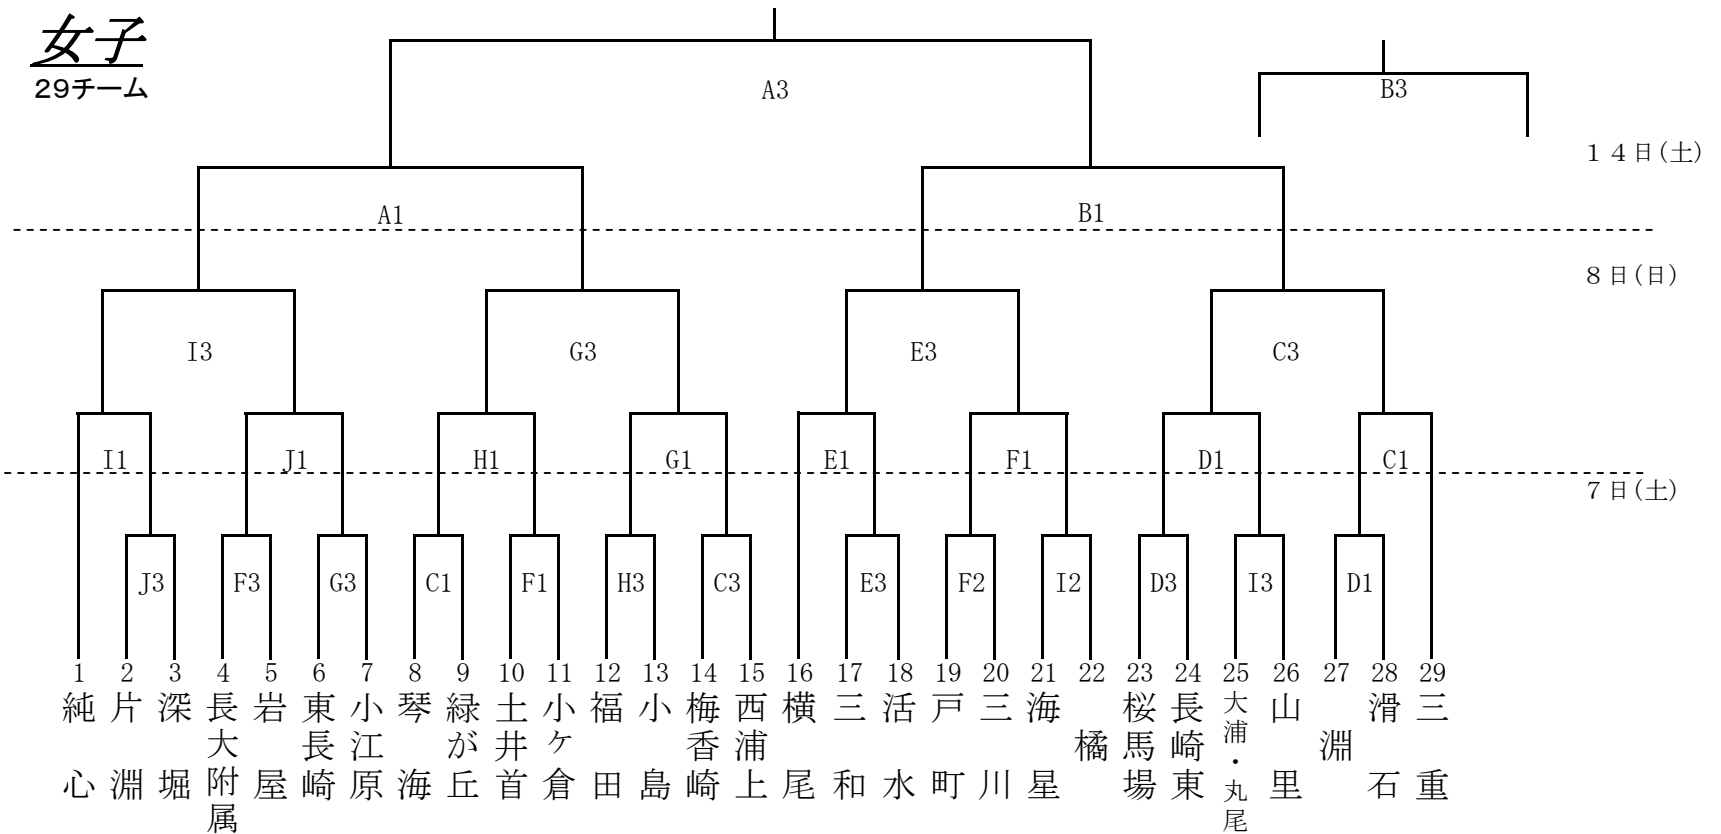 女子
29チーム
A3
B3
１４日(土)
A1
B1
８日(日)
I3
G3
E3
C3
I1
J1
H1
G1
E1
F1
D1
C1
７日(土)
J3
F3
G3
C1
F1
H3
C3
E3
F2
I2
D3
I3
D1
1
2
3
4
5
6
7
8
9
10
11
12
13
14
15
16
17
18
19
20
21
22
23
24
25
26
27
28
29
純心
片淵
深堀
長大附属
岩屋
東長崎
小江原
琴海
緑が丘
土井首
小ケ倉
福田
小島
梅香崎
西浦上
横尾
三和
活水
戸町
三川
海星
橘
桜馬場
長崎東
大浦・丸尾
山里
淵
滑石
三重